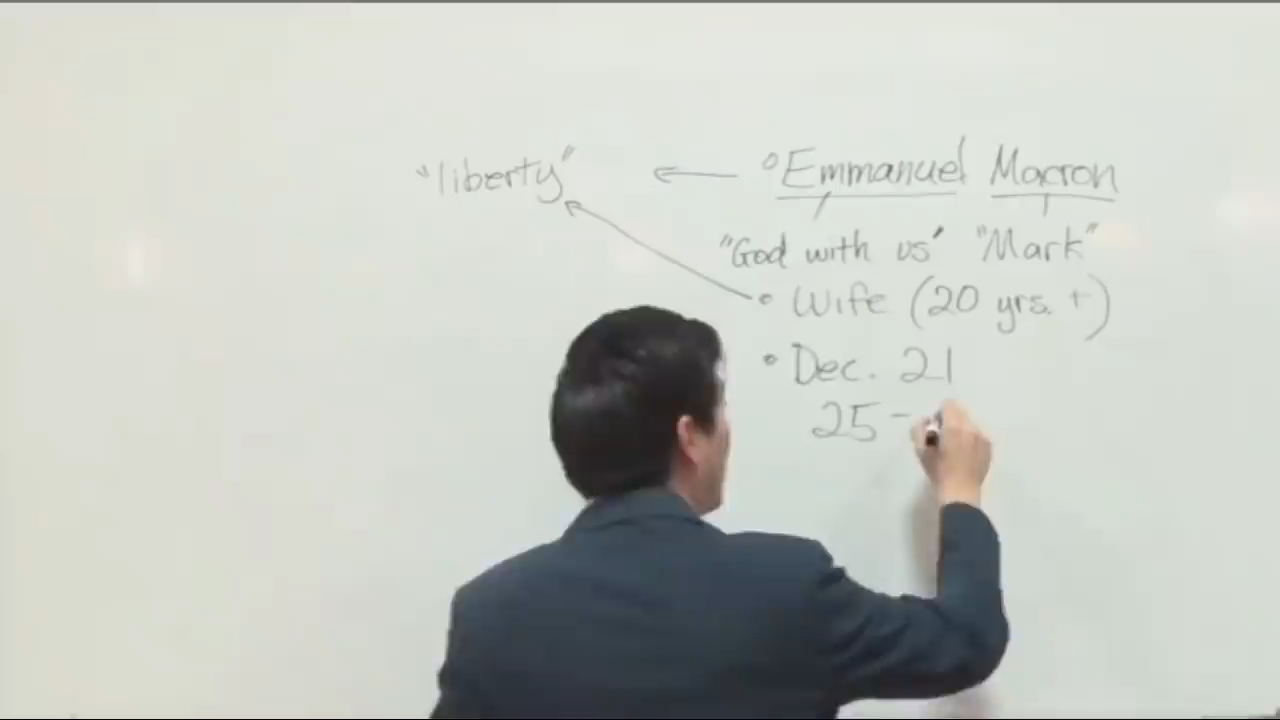 "liberty" ← ° Emmanuel Macron
"God with us" "Mark"
• Wife (20 yrs. +)
• Dec. 21
25 -